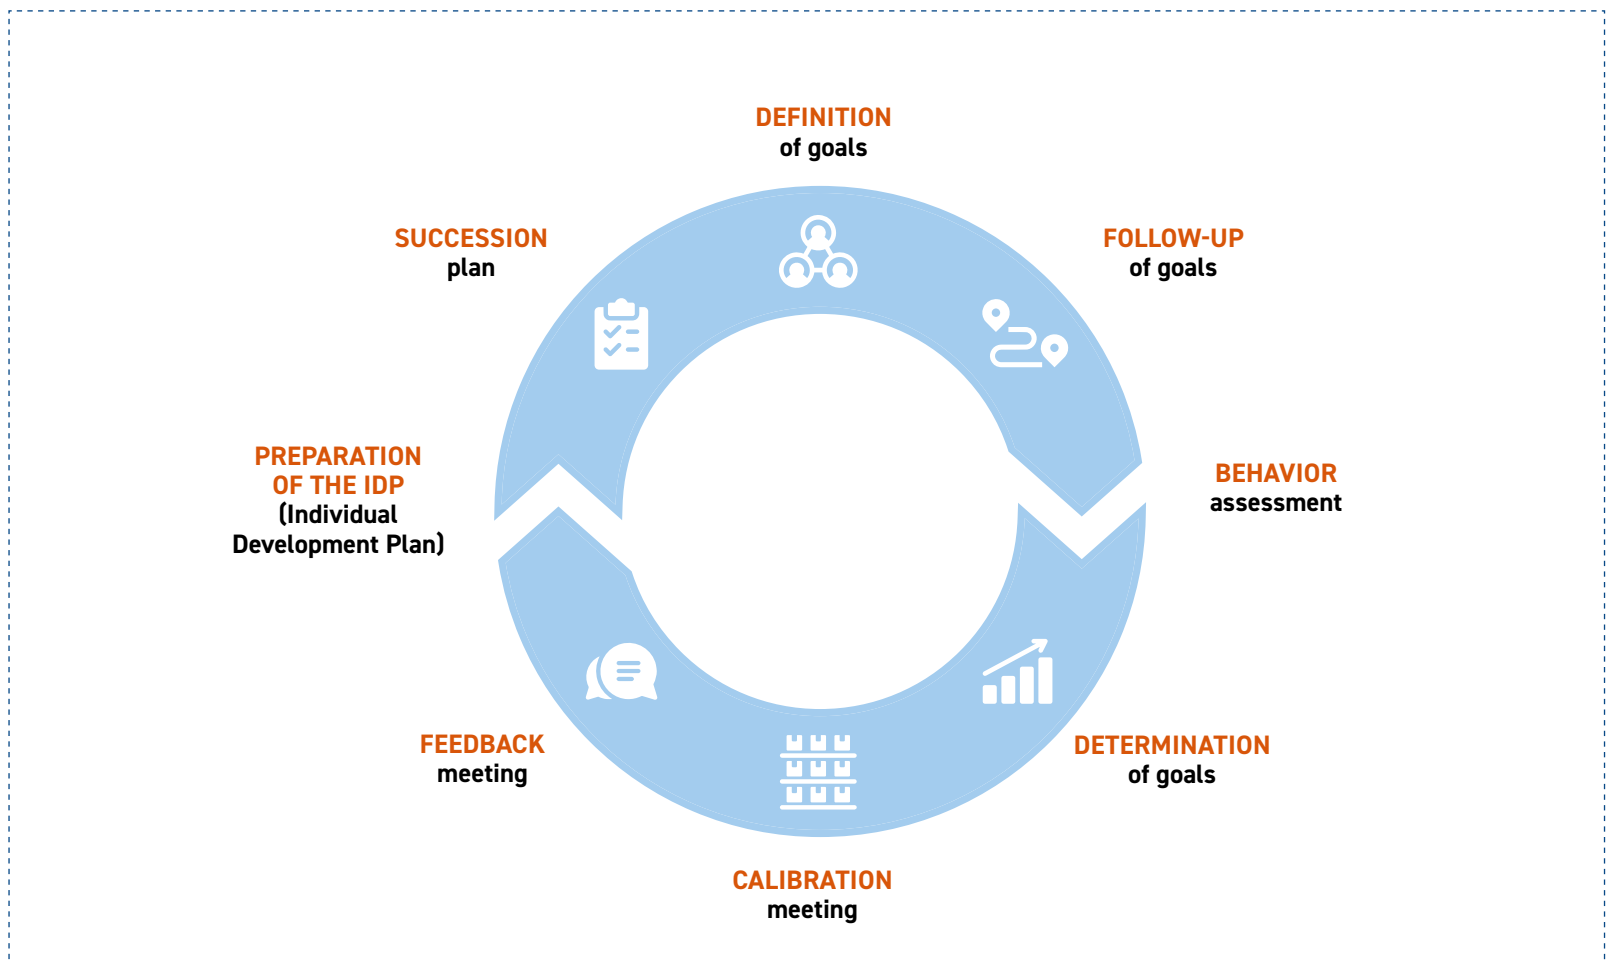 DEFINITION
of goals
FOLLOW-UP
of goals
BEHAVIOR
assessment
DETERMINATION
of goals
CALIBRATION
meeting
FEEDBACK
meeting
PREPARATION
OF THE IDP
(Individual
Development Plan)
SUCCESSION
plan